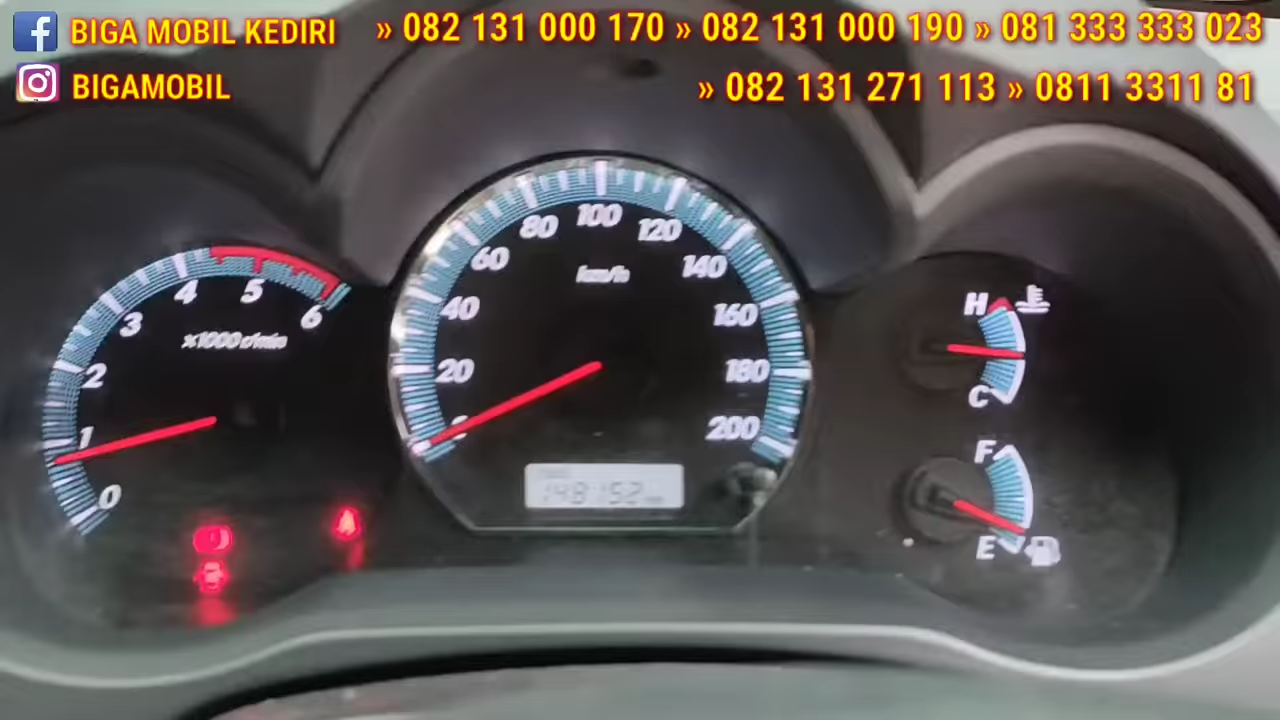 BIGA MOBIL KEDIRI » 082 131 000 170 » 082 131 000 190 » 081 333 333 023
BIGAMOBIL » 082 131 271 113 » 0811 3311 81
0 1 2 3 4 5 6
x1000 r/min
0 20 40 60 80 100 120 140 160 180 200
km/h
148152
H
C
F
E